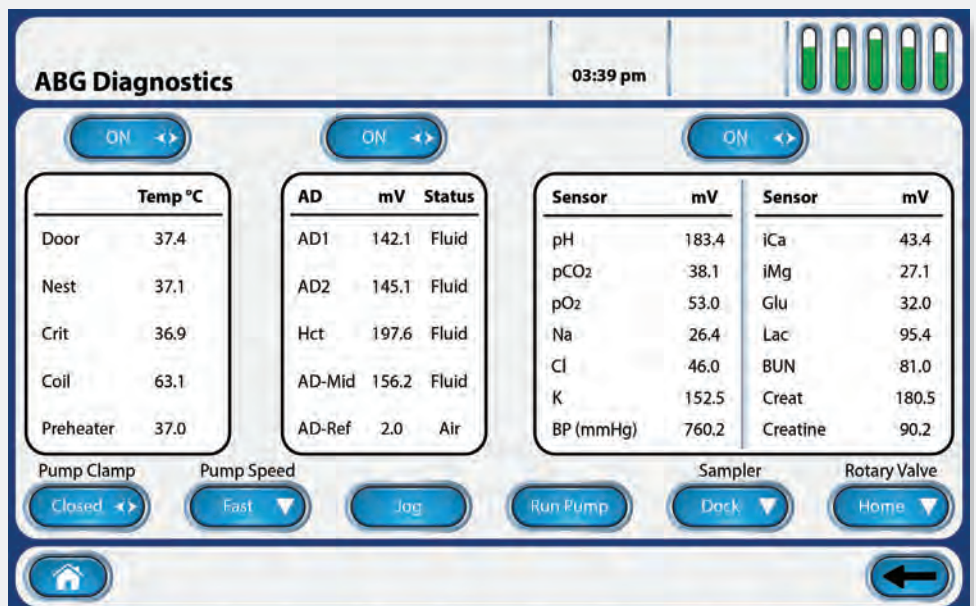 ABG Diagnostics
03:39 pm
ON
ON
ON
Temp °C
Door 37.4
Nest 37.1
Crit 36.9
Coil 63.1
Preheater 37.0
AD mV Status
AD1 142.1 Fluid
AD2 145.1 Fluid
Hct 197.6 Fluid
AD-Mid 156.2 Fluid
AD-Ref 2.0 Air
Sensor mV Sensor mV
pH 183.4 iCa 43.4
pCO2 38.1 iMg 27.1
pO2 53.0 Glu 32.0
Na 26.4 Lac 95.4
Cl 46.0 BUN 81.0
K 152.5 Creat 180.5
BP (mmHg) 760.2 Creatine 90.2
Pump Clamp Pump Speed Sampler Rotary Valve
Closed Fast Jog Run Pump Dock Home